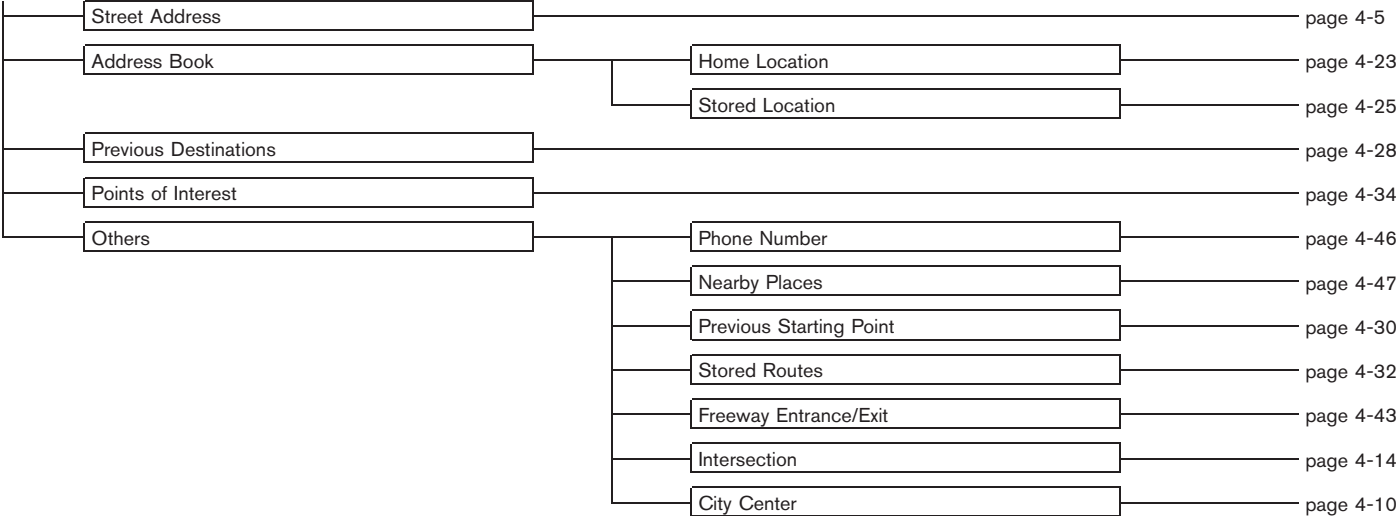 Street Address page 4-5
Address Book Home Location page 4-23
Stored Location page 4-25
Previous Destinations page 4-28
Points of Interest page 4-34
Others Phone Number page 4-46
Nearby Places page 4-47
Previous Starting Point page 4-30
Stored Routes page 4-32
Freeway Entrance/Exit page 4-43
Intersection page 4-14
City Center page 4-10